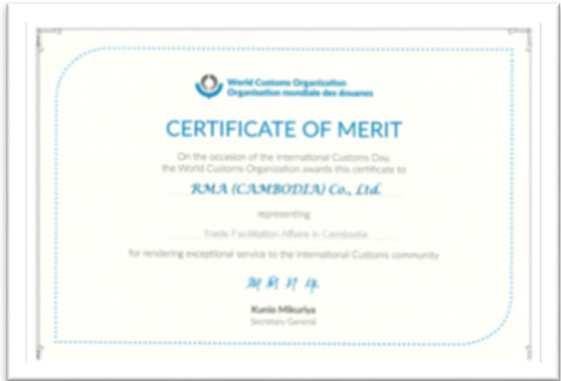 World Customs Organization
Organisation mondiale des douanes
CERTIFICATE OF MERIT
On the occasion of the International Customs Day,
the World Customs Organization awards this certificate to
RMA (CAMBODIA) Co., Ltd.
representing
Trade Facilitation Affairs in Cambodia
for rendering exceptional service to the international Customs community
Kunio Mikuriya
Secretary General